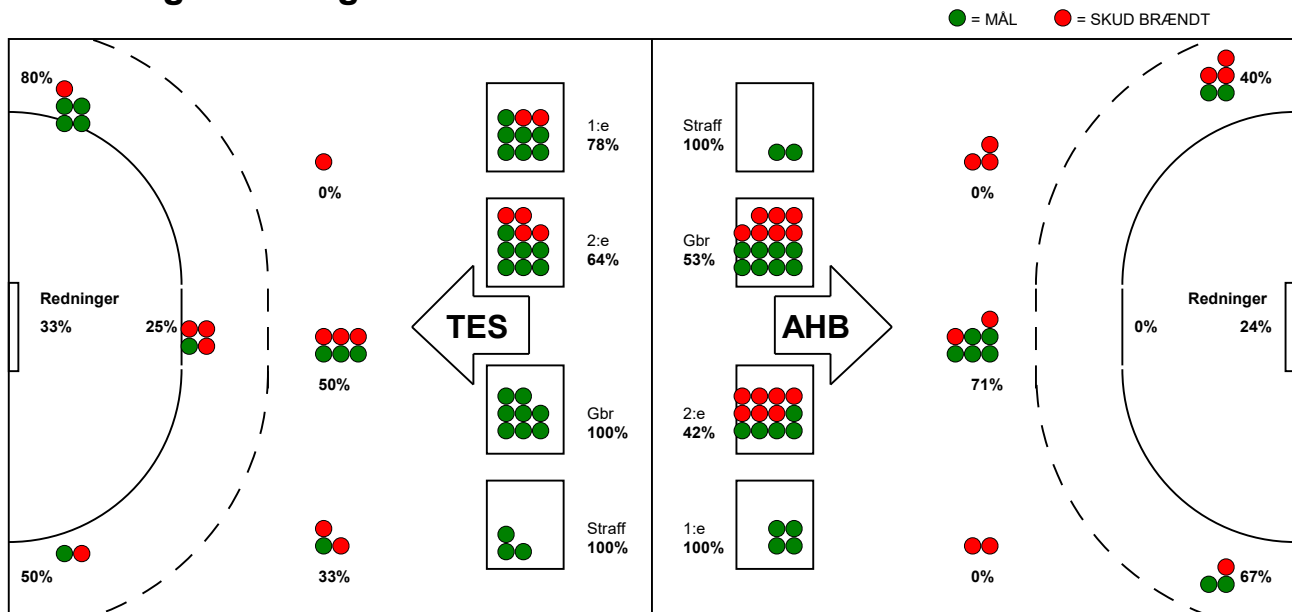 = MÅL
= SKUD BRÆNDT
80%
1:e
78%
Straff
100%
40%
0%
0%
2:e
64%
Gbr
53%
Redninger
33%
25%
TES
AHB
0%
Redninger
24%
50%
71%
Gbr
100%
2:e
42%
Straff
100%
1:e
100%
50%
33%
0%
67%